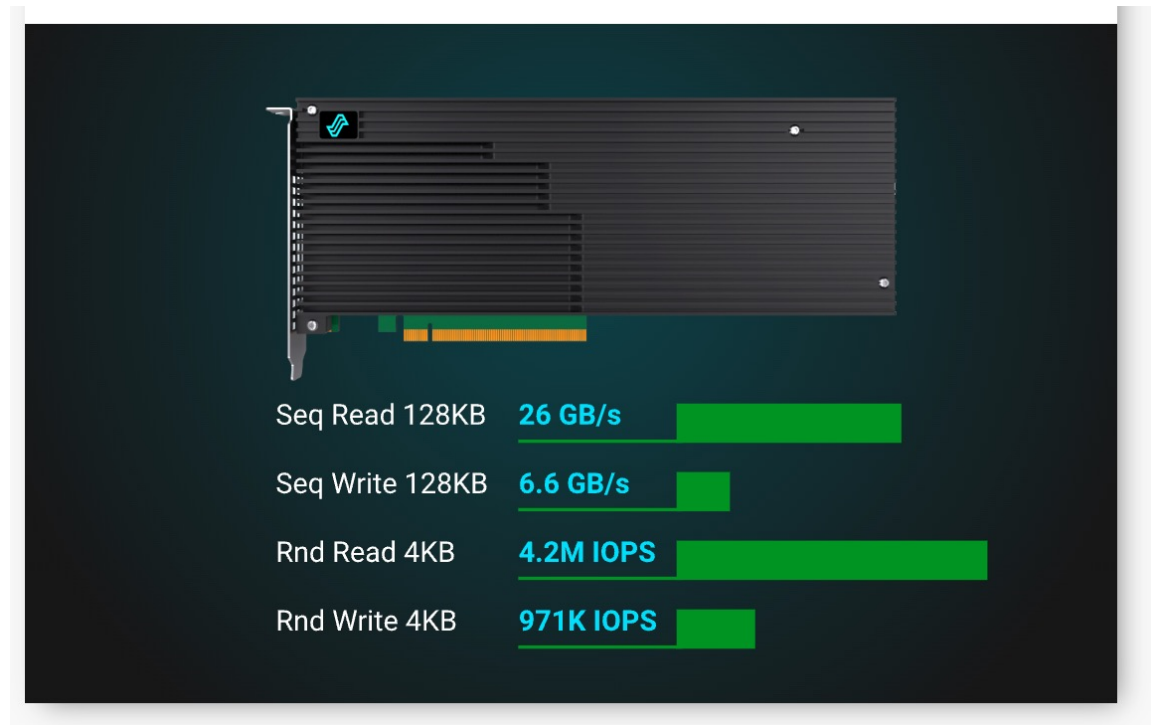 Seq Read 128KB 26 GB/s
Seq Write 128KB 6.6 GB/s
Rnd Read 4KB 4.2M IOPS
Rnd Write 4KB 971K IOPS